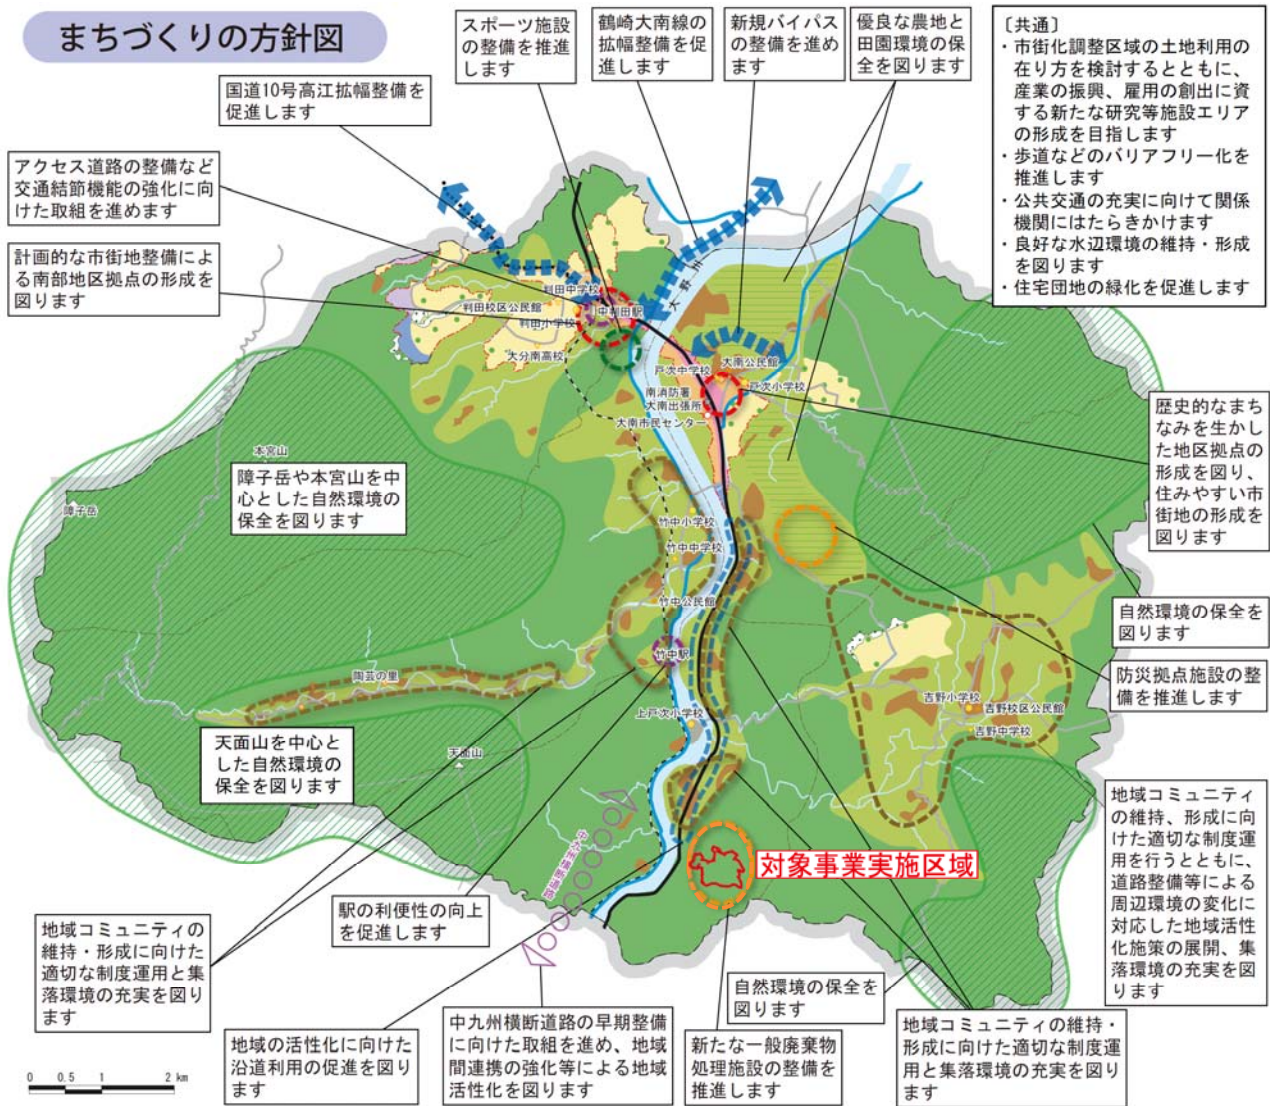 まちづくりの方針図
スポーツ施設
の整備を推進
します
鶴崎大南線の
拡幅整備を促
進します
新規バイパス
の整備を進め
ます
優良な農地と
田園環境の保
全を図ります
〔共通〕
・市街化調整区域の土地利用の
在り方を検討するとともに、
産業の振興、雇用の創出に資
する新たな研究等施設エリア
の形成を目指します
・歩道などのバリアフリー化を
推進します
・公共交通の充実に向けて関係
機関にはたらきかけます
・良好な水辺環境の維持・形成
を図ります
・住宅団地の緑化を促進します
国道10号高江拡幅整備を
促進します
アクセス道路の整備など
交通結節機能の強化に向
けた取組を進めます
計画的な市街地整備によ
る南部地区拠点の形成を
図ります
判田中学校
判田校区公民館
中判田駅
判田小学校
大分南高校
大野川
大南公民館
戸次中学校
戸次小学校
南消防署
大南出張所
大南市民センター
歴史的なまち
なみを生かし
た地区拠点の
形成を図り、
住みやすい市
街地の形成を
図ります
本宮山
障子岳
障子岳や本宮山を中
心とした自然環境の
保全を図ります
竹中小学校
竹中中学校
竹中公民館
竹中駅
自然環境の保全を
図ります
防災拠点施設の整
備を推進します
陶芸の里
上戸次小学校
吉野小学校
吉野校区公民館
吉野中学校
天面山を中心と
した自然環境の
保全を図ります
天面山
中九州横断道路
対象事業実施区域
地域コミュニティ
の維持、形成に向
けた適切な制度運
用を行うとともに、
道路整備等による
周辺環境の変化に
対応した地域活性
化施策の展開、集
落環境の充実を図
ります
地域コミュニティの
維持・形成に向けた
適切な制度運用と集
落環境の充実を図り
ます
駅の利便性の向上
を促進します
地域の活性化に向けた
沿道利用の促進を図り
ます
中九州横断道路の早期整備
に向けた取組を進め、地域
間連携の強化等による地域
活性化を図ります
自然環境の保全を
図ります
新たな一般廃棄物
処理施設の整備を
推進します
地域コミュニティの維持・
形成に向けた適切な制度運
用と集落環境の充実を図り
ます
0 0.5 1 2 km